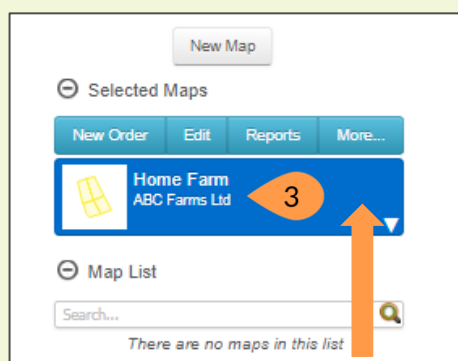 New Map
Selected Maps
New Order Edit Reports More...
Home Farm
ABC Farms Ltd
3
Map List
Search...
There are no maps in this list